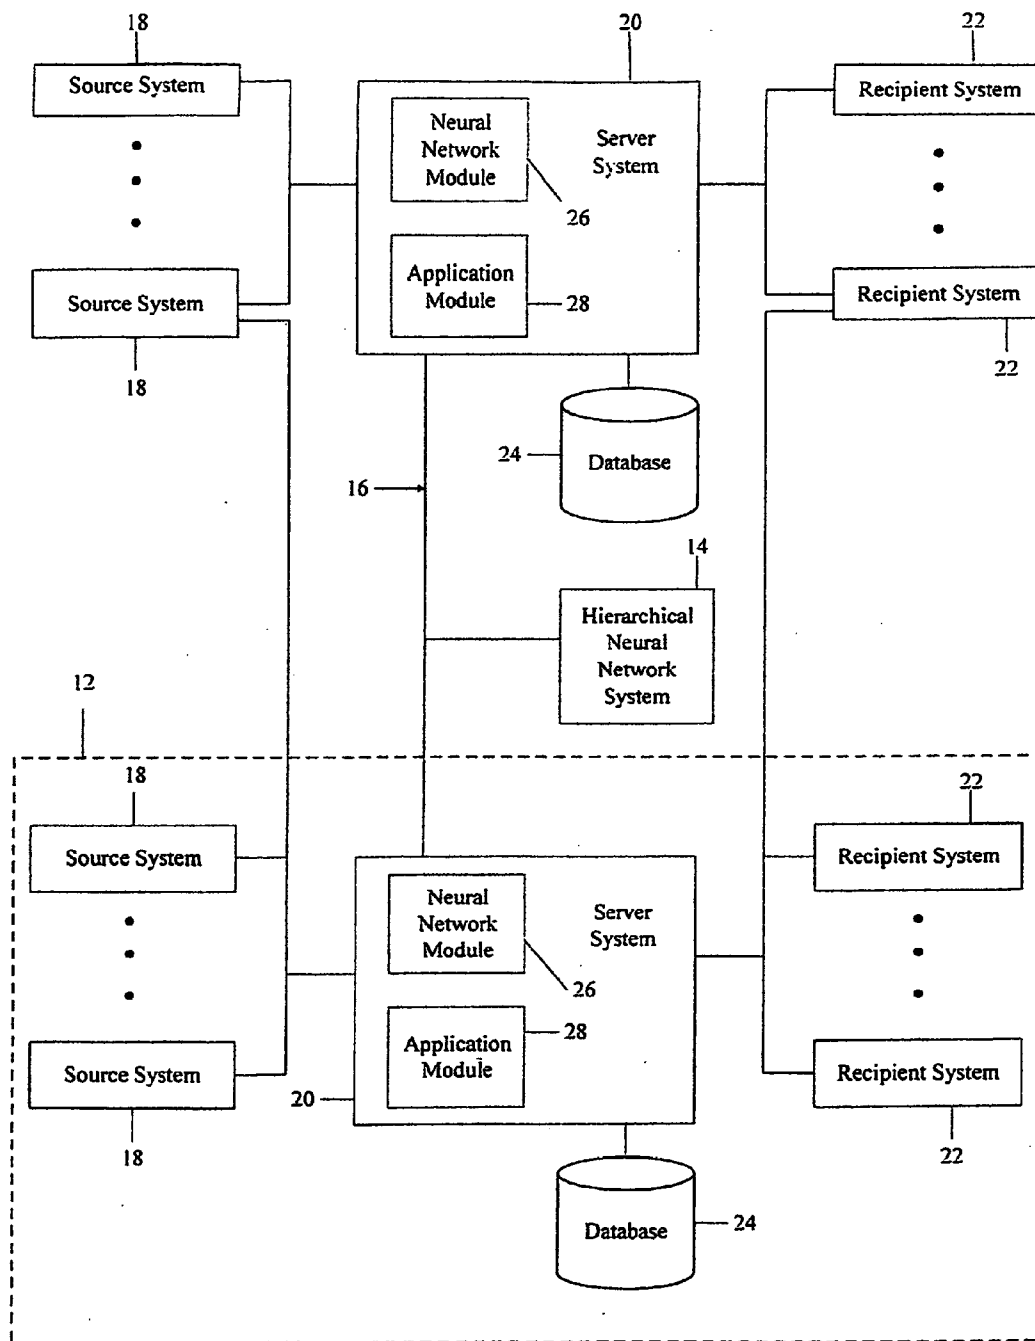 18
20
22
Source System
Neural
Network
Module
Server
System
Recipient System
26
Application
Module
28
Source System
Recipient System
18
22
24
Database
16
14
Hierarchical
Neural
Network
System
12
18
22
Source System
Neural
Network
Module
Server
System
Recipient System
26
Application
Module
28
Source System
Recipient System
20
18
22
Database
24